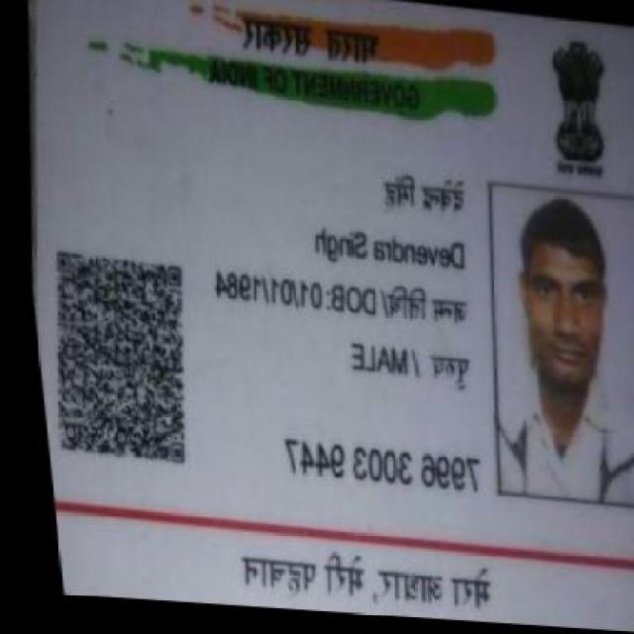 भारत सरकार
GOVERNMENT OF INDIA
देवेन्द्र सिंह
Devendra Singh
जन्म तिथि/ DOB: 01/01/1984
पुरुष / MALE
7996 3003 9447
मेरा आधार, मेरी पहचान